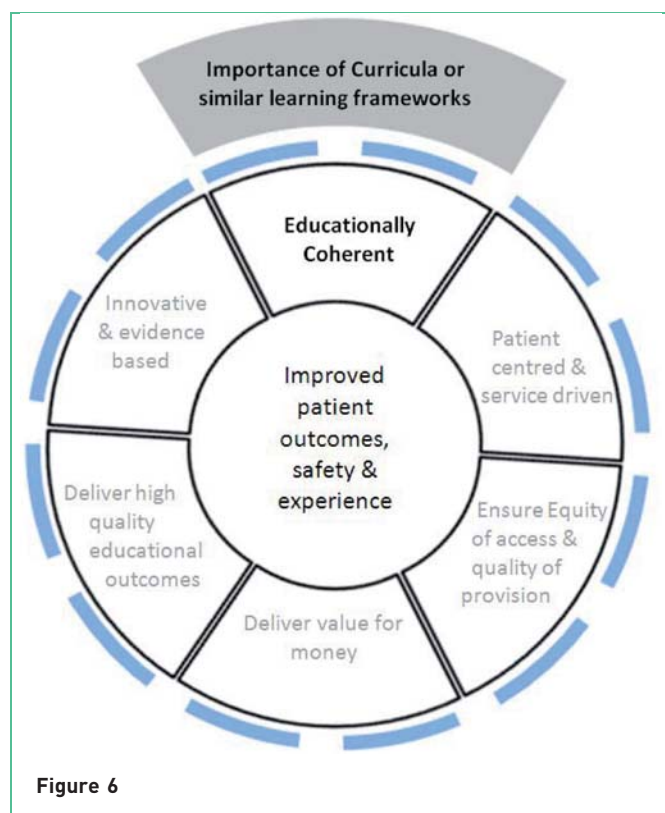 Importance of Curricula or
similar learning frameworks
Educationally
Coherent
Innovative
& evidence
based
Patient
centred &
service driven
Improved
patient
outcomes,
safety &
experience
Deliver high
quality
educational
outcomes
Ensure Equity
of access &
quality of
provision
Deliver value for
money
Figure 6